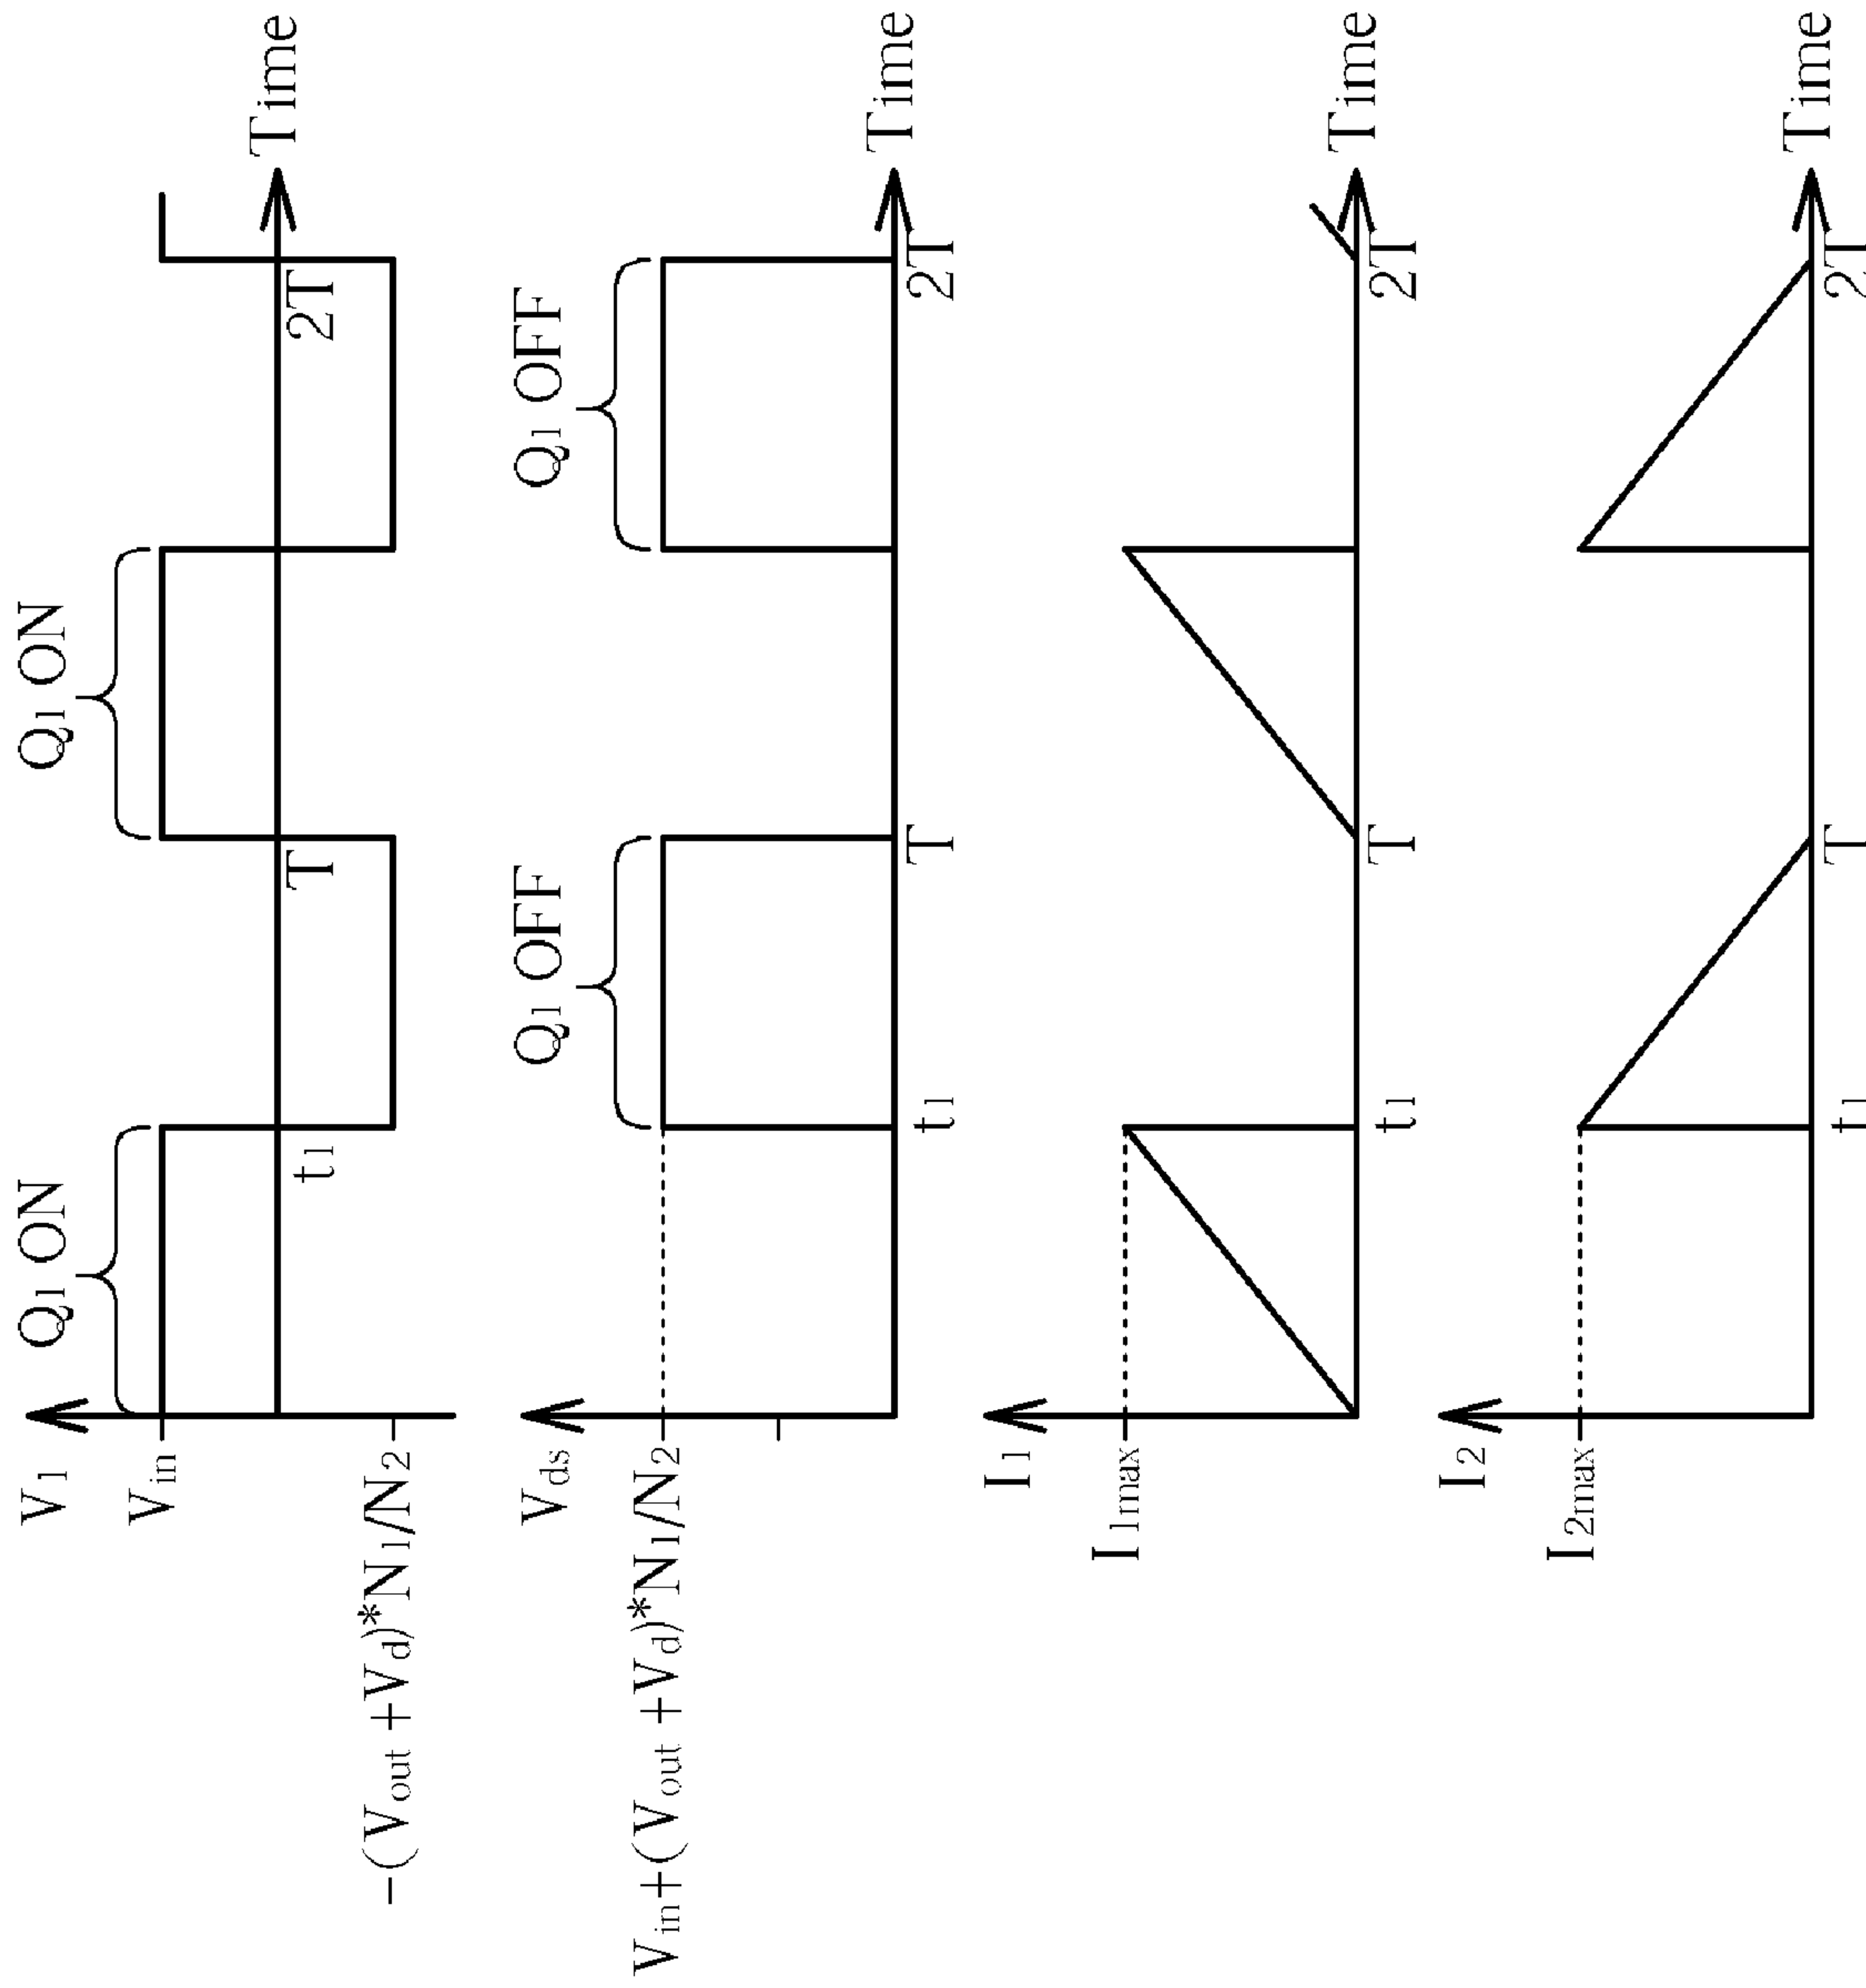 V1
Q1 ON
Q1 ON
Vin
Time
t1
T
2T
-(Vout+Vd)*N1/N2
Vds
Q1 OFF
Q1 OFF
Vin+(Vout+Vd)*N1/N2
Time
t1
T
2T
I1
I1max
Time
t1
T
2T
I2
I2max
Time
t1
T
2T